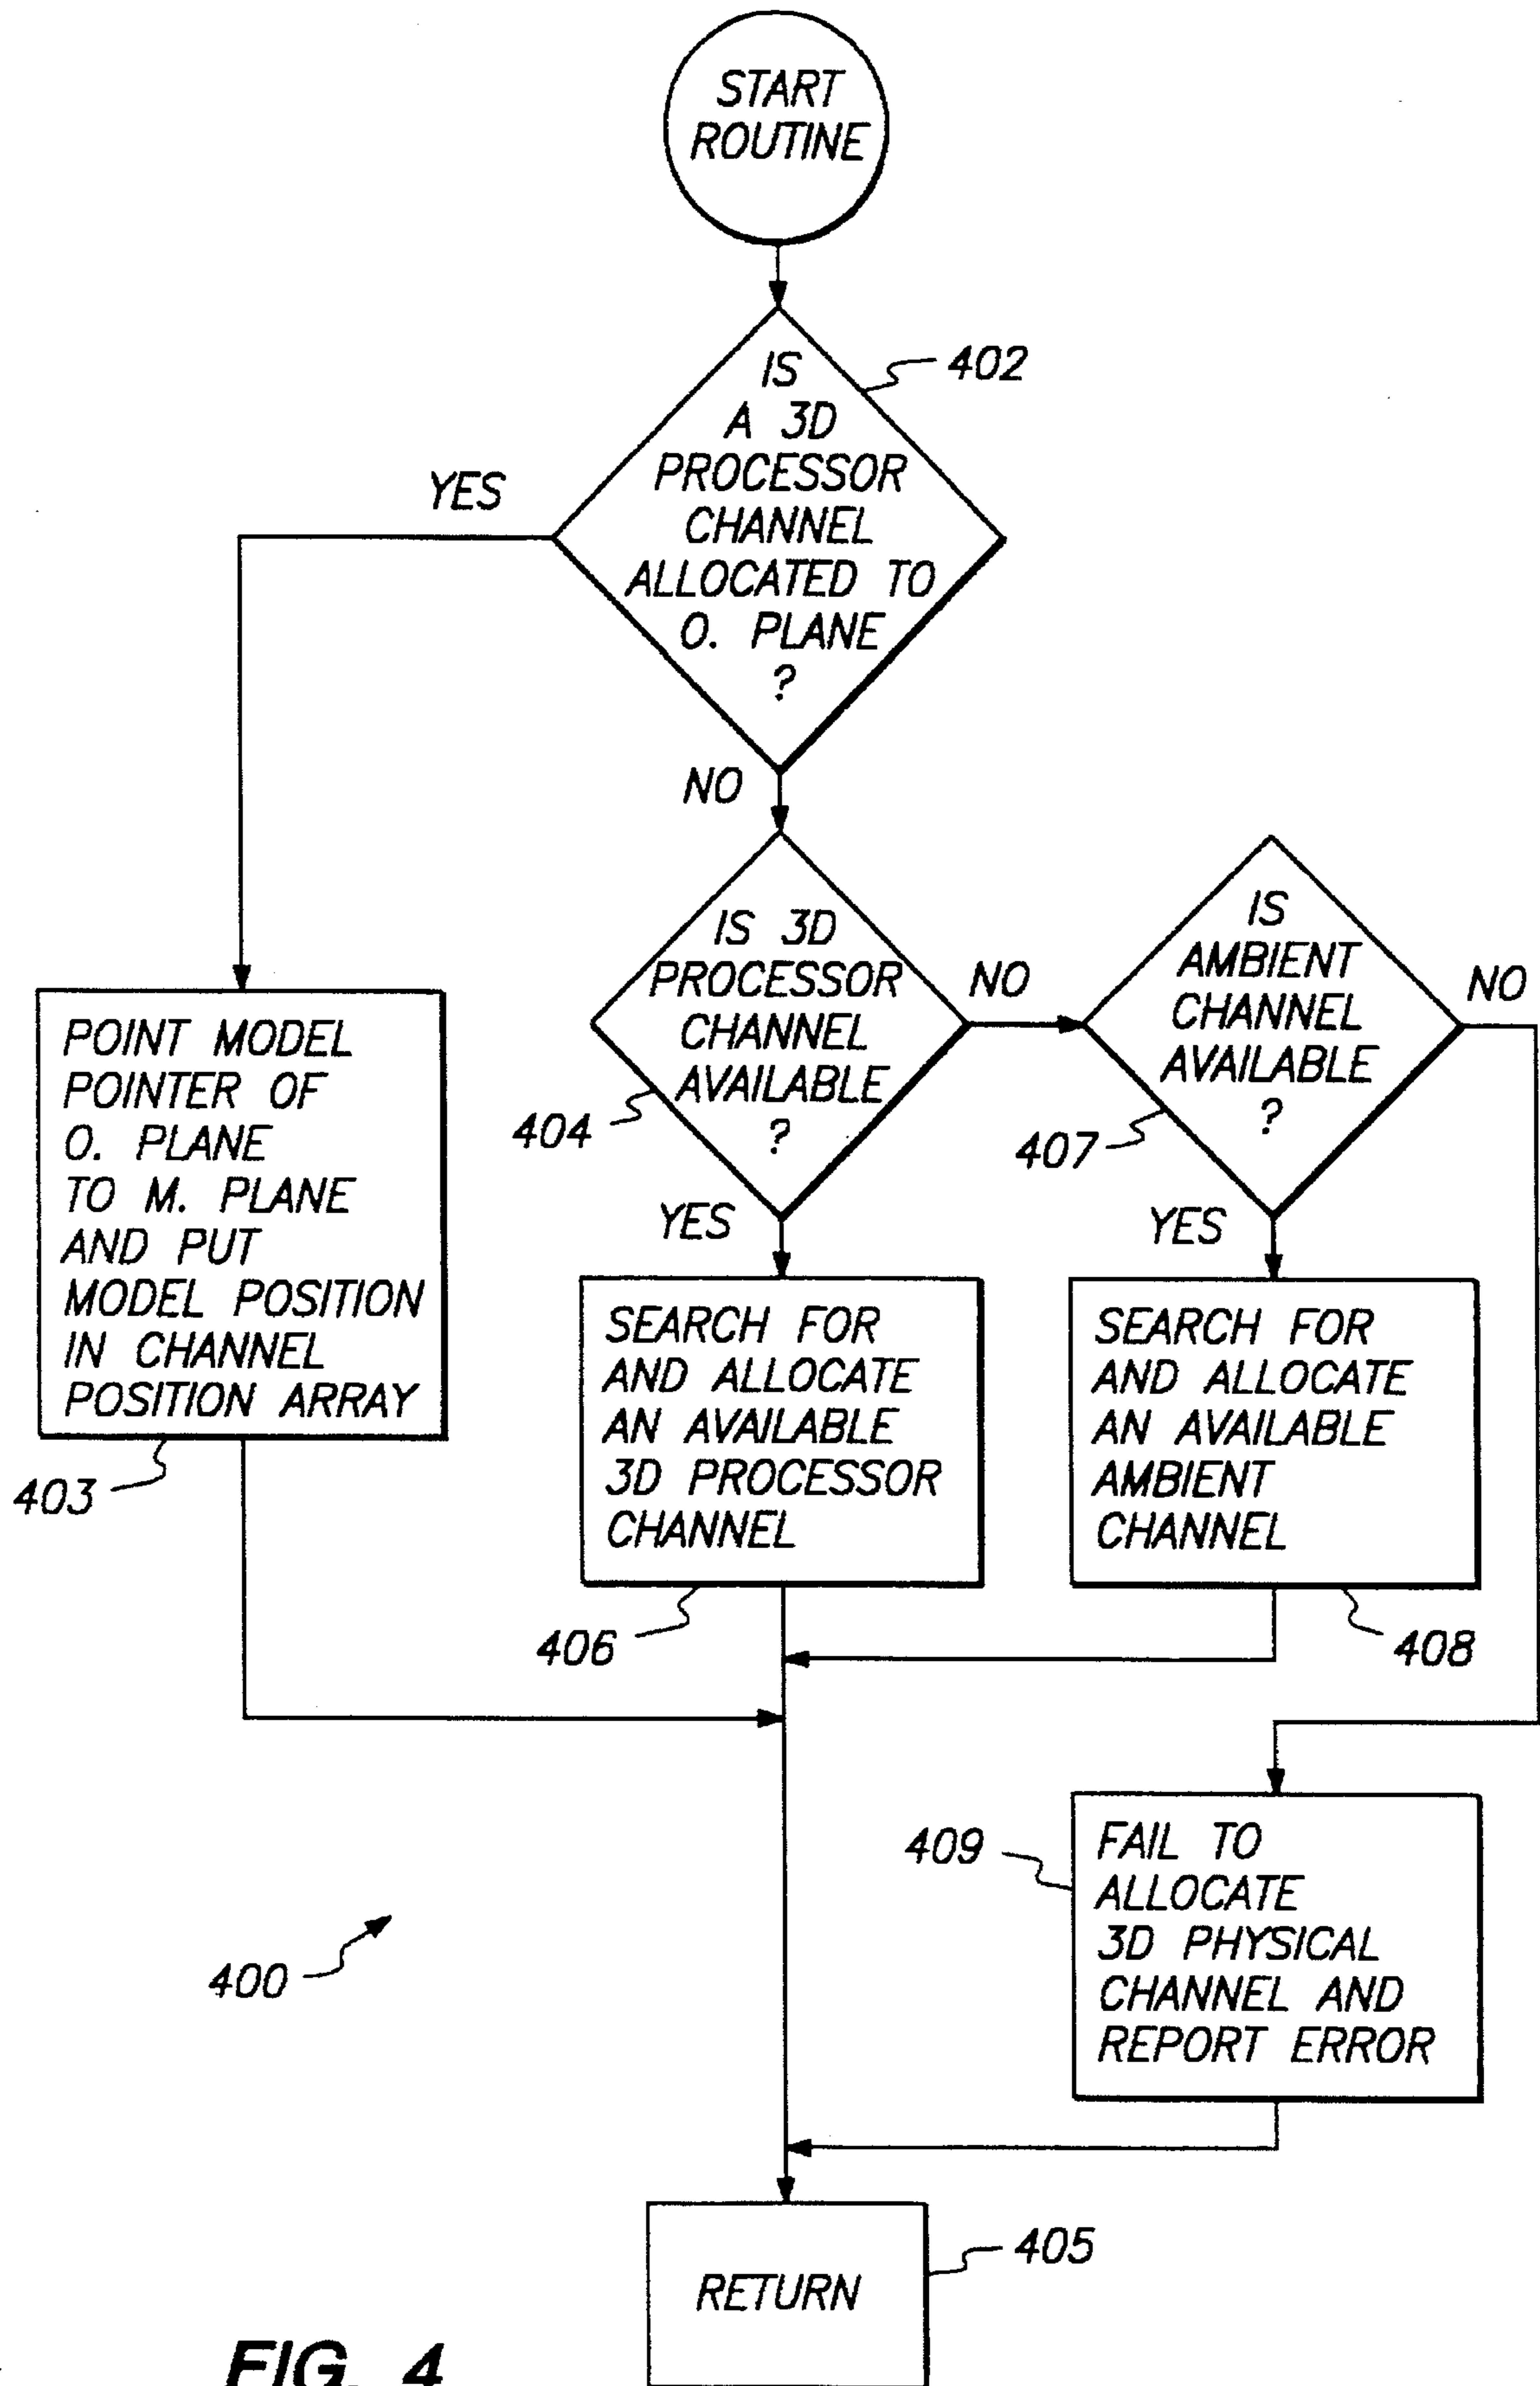 START
ROUTINE
402
IS
A 3D
PROCESSOR
CHANNEL
ALLOCATED TO
O. PLANE
?
YES
NO
IS 3D
PROCESSOR
CHANNEL
AVAILABLE
?
404
NO
IS
AMBIENT
CHANNEL
AVAILABLE
?
407
NO
POINT MODEL
POINTER OF
O. PLANE
TO M. PLANE
AND PUT
MODEL POSITION
IN CHANNEL
POSITION ARRAY
403
YES
SEARCH FOR
AND ALLOCATE
AN AVAILABLE
3D PROCESSOR
CHANNEL
406
YES
SEARCH FOR
AND ALLOCATE
AN AVAILABLE
AMBIENT
CHANNEL
408
409
FAIL TO
ALLOCATE
3D PHYSICAL
CHANNEL AND
REPORT ERROR
400
RETURN
405
FIG. 4